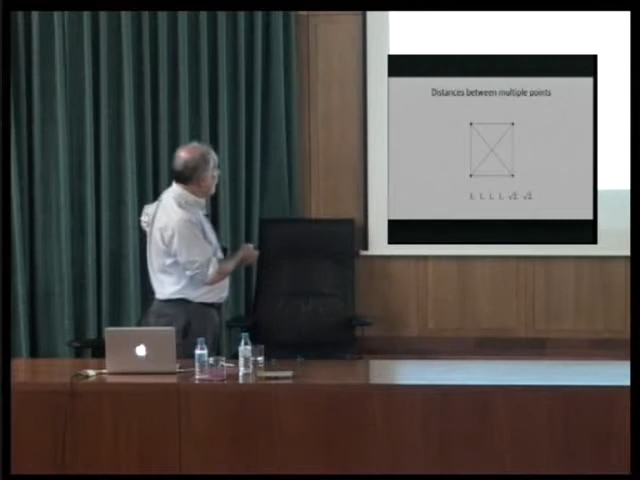 Distances between multiple points
1, 1, 1, 1, √2, √2